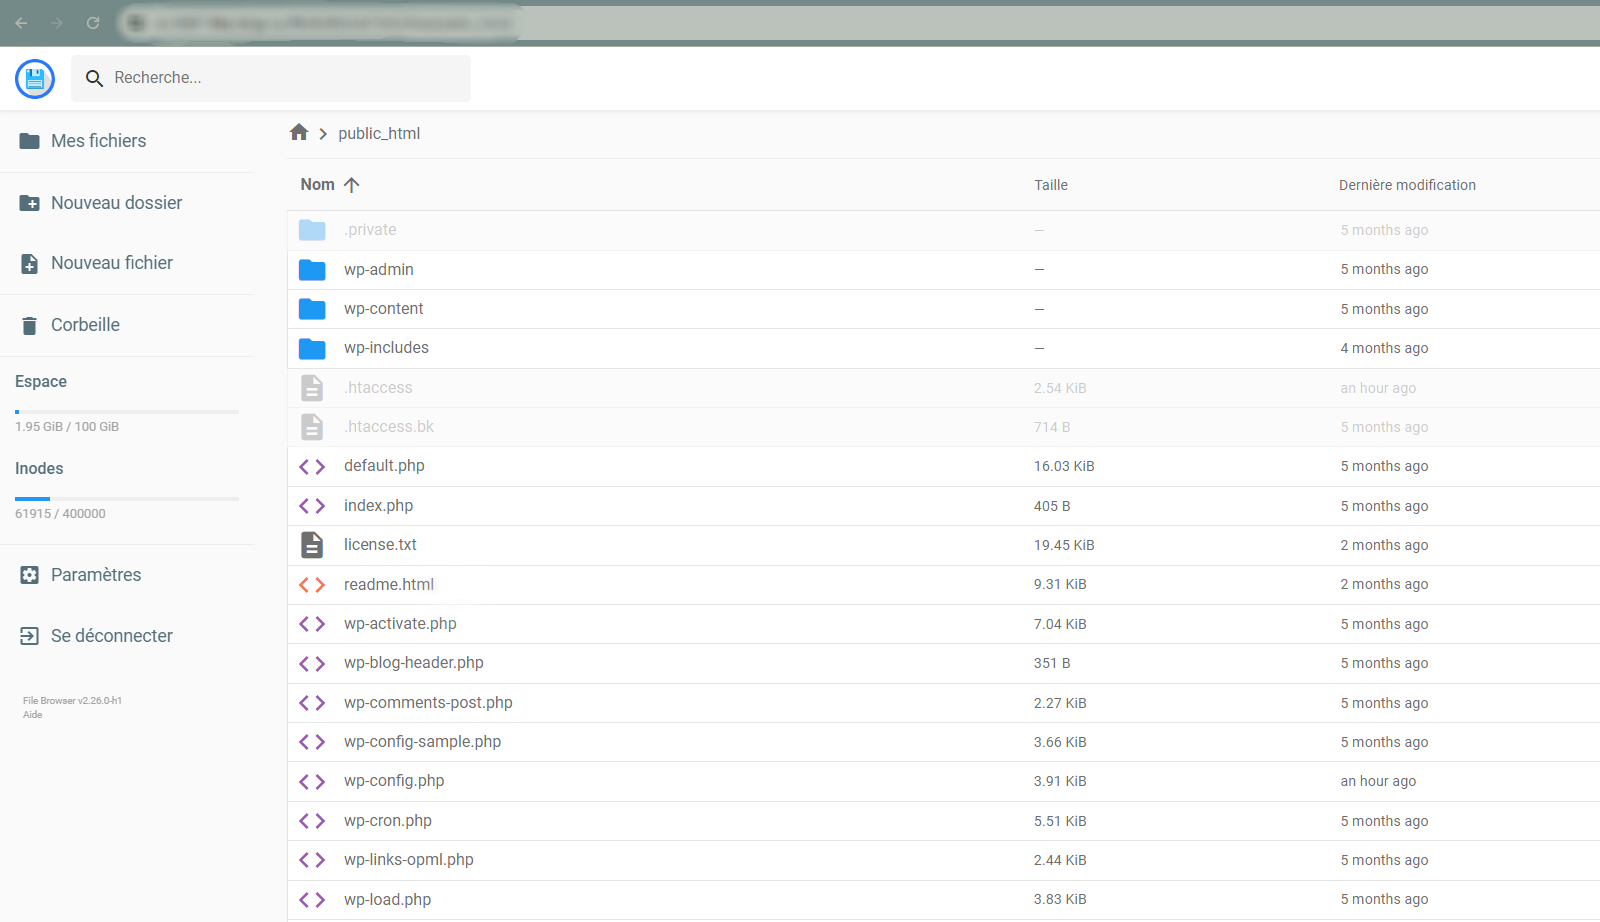 Recherche...
Mes fichiers
Nouveau dossier
Nouveau fichier
Corbeille
Espace
1.95 GiB / 100 GiB
Inodes
61915 / 400000
Paramètres
Se déconnecter
File Browser v2.26.0-h1
Aide
public_html
Nom Taille Dernière modification
.private — 5 months ago
wp-admin — 5 months ago
wp-content — 5 months ago
wp-includes — 4 months ago
.htaccess 2.54 KiB an hour ago
.htaccess.bk 714 B 5 months ago
default.php 16.03 KiB 5 months ago
index.php 405 B 5 months ago
license.txt 19.45 KiB 2 months ago
readme.html 9.31 KiB 2 months ago
wp-activate.php 7.04 KiB 5 months ago
wp-blog-header.php 351 B 5 months ago
wp-comments-post.php 2.27 KiB 5 months ago
wp-config-sample.php 3.66 KiB 5 months ago
wp-config.php 3.91 KiB an hour ago
wp-cron.php 5.51 KiB 5 months ago
wp-links-opml.php 2.44 KiB 5 months ago
wp-load.php 3.83 KiB 5 months ago